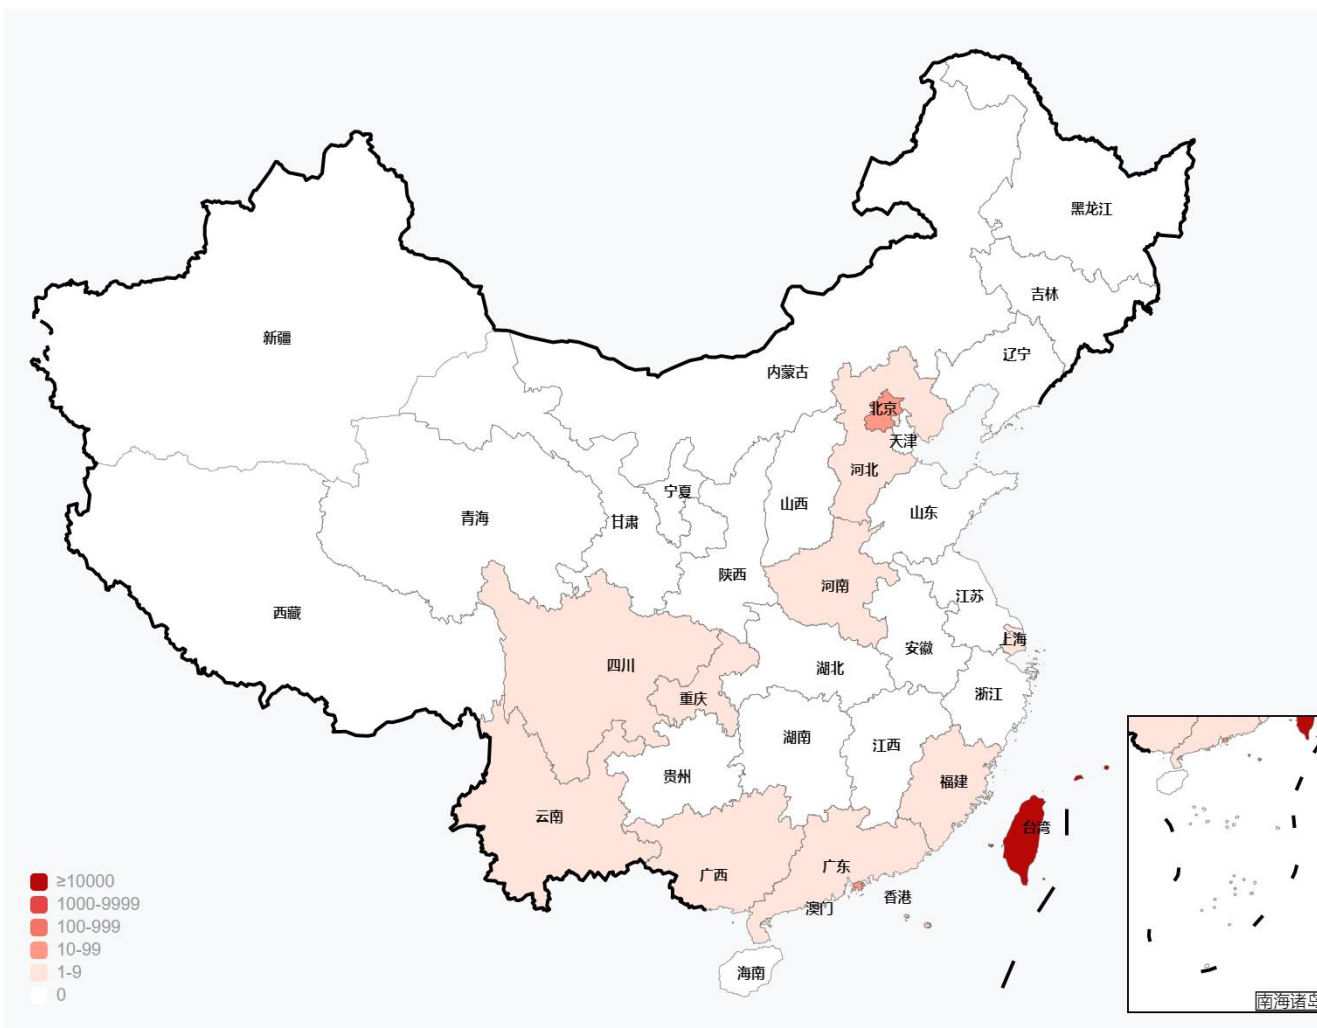 黑龙江
吉林
辽宁
新疆
内蒙古
北京
天津
河北
宁夏
山西
山东
青海
甘肃
陕西
河南
江苏
西藏
上海
安徽
四川
湖北
浙江
重庆
湖南
江西
贵州
福建
云南
台湾
广东
广西
香港
澳门
海南
≥10000
1000-9999
100-999
10-99
1-9
0
南海诸岛